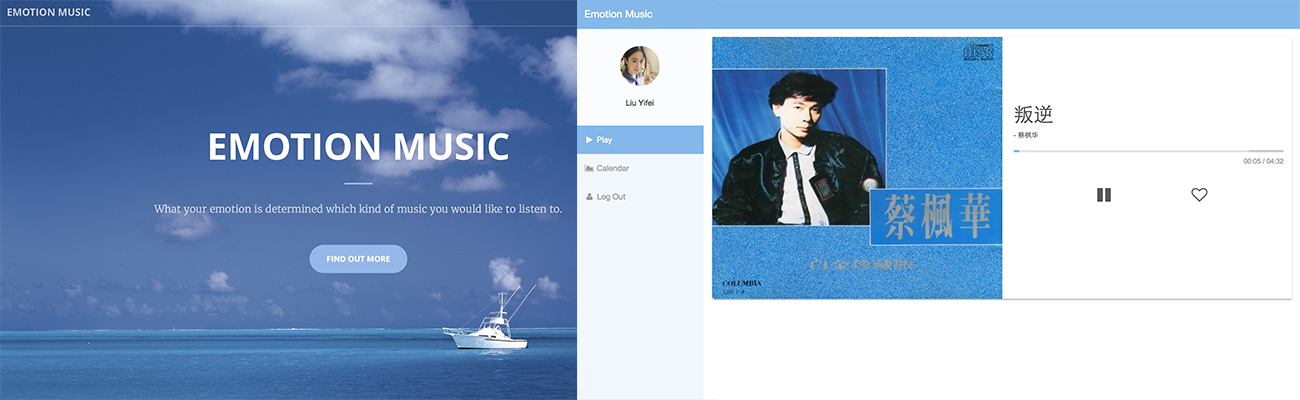 EMOTION MUSIC
EMOTION MUSIC
What your emotion is determined which kind of music you would like to listen to.
FIND OUT MORE
Emotion Music
Liu Yifei
Play
Calendar
Log Out
蔡楓華
COLUMBIA
叛逆
- 蔡枫华
00:05 / 04:32